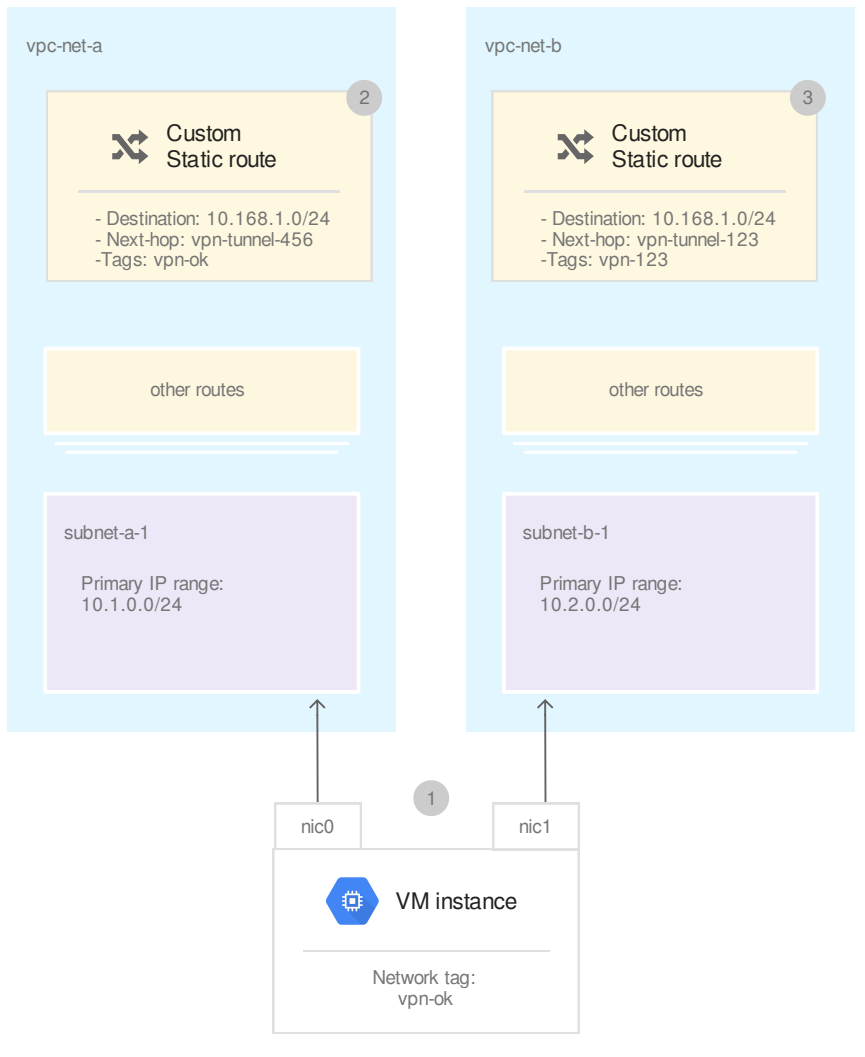 vpc-net-a
2
Custom
Static route
- Destination: 10.168.1.0/24
- Next-hop: vpn-tunnel-456
-Tags: vpn-ok
other routes
subnet-a-1
Primary IP range:
10.1.0.0/24
vpc-net-b
3
Custom
Static route
- Destination: 10.168.1.0/24
- Next-hop: vpn-tunnel-123
-Tags: vpn-123
other routes
subnet-b-1
Primary IP range:
10.2.0.0/24
1
nic0
nic1
VM instance
Network tag:
vpn-ok